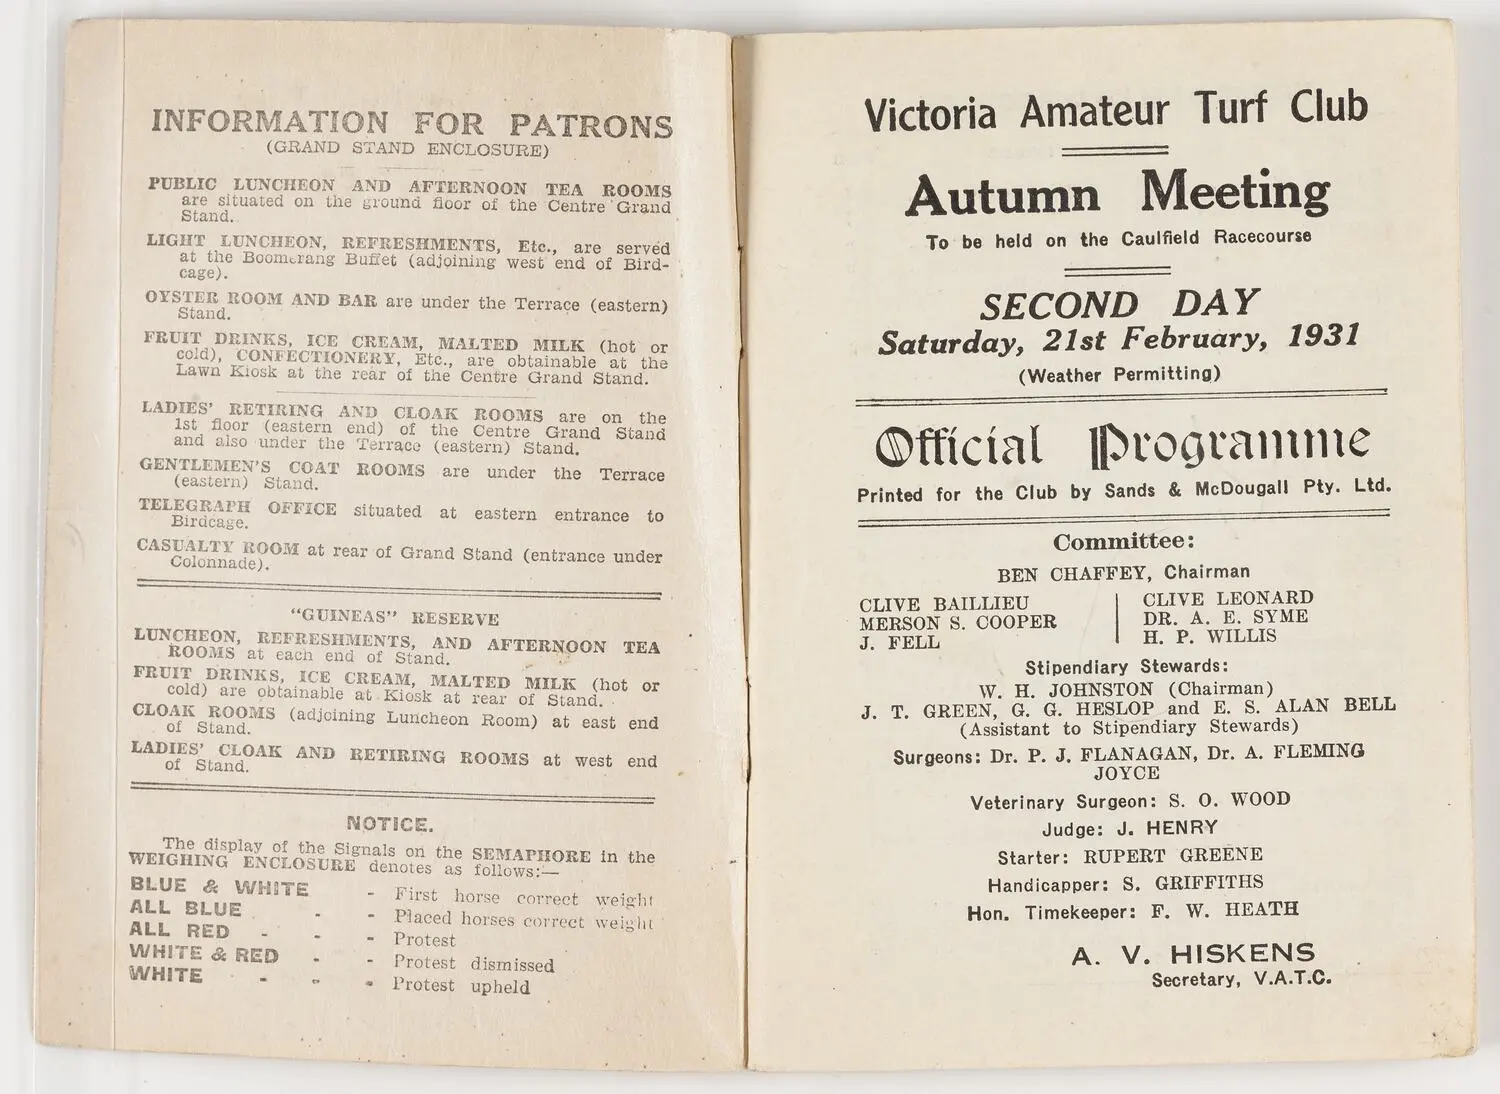 INFORMATION FOR PATRONS
(GRAND STAND ENCLOSURE)
PUBLIC LUNCHEON AND AFTERNOON TEA ROOMS
are situated on the ground floor of the Centre Grand
Stand.
LIGHT LUNCHEON, REFRESHMENTS, Etc., are served
at the Boomerang Buffet (adjoining west end of Bird-
cage).
OYSTER ROOM AND BAR are under the Terrace (eastern)
Stand.
FRUIT DRINKS, ICE CREAM, MALTED MILK (hot or
cold), CONFECTIONERY, Etc., are obtainable at the
Lawn Kiosk at the rear of the Centre Grand Stand.
LADIES' RETIRING AND CLOAK ROOMS are on the
1st floor (eastern end) of the Centre Grand Stand
and also under the Terrace (eastern) Stand.
GENTLEMEN'S COAT ROOMS are under the Terrace
(eastern) Stand.
TELEGRAPH OFFICE situated at eastern entrance to
Birdcage.
CASUALTY ROOM at rear of Grand Stand (entrance under
Colonnade).
"GUINEAS" RESERVE
LUNCHEON, REFRESHMENTS, AND AFTERNOON TEA
ROOMS at each end of Stand.
FRUIT DRINKS, ICE CREAM, MALTED MILK (hot or
cold) are obtainable at Kiosk at rear of Stand.
CLOAK ROOMS (adjoining Luncheon Room) at east end
of Stand.
LADIES' CLOAK AND RETIRING ROOMS at west end
of Stand.
NOTICE.
The display of the Signals on the SEMAPHORE in the
WEIGHING ENCLOSURE denotes as follows:—
BLUE & WHITE - First horse correct weight
ALL BLUE - - Placed horses correct weight
ALL RED - - - Protest
WHITE & RED - - Protest dismissed
WHITE - - - Protest upheld
Victoria Amateur Turf Club
Autumn Meeting
To be held on the Caulfield Racecourse
SECOND DAY
Saturday, 21st February, 1931
(Weather Permitting)
Official Programme
Printed for the Club by Sands & McDougall Pty. Ltd.
Committee:
BEN CHAFFEY, Chairman
CLIVE BAILLIEU
MERSON S. COOPER
J. FELL
CLIVE LEONARD
DR. A. E. SYME
H. P. WILLIS
Stipendiary Stewards:
W. H. JOHNSTON (Chairman)
J. T. GREEN, G. G. HESLOP and E. S. ALAN BELL
(Assistant to Stipendiary Stewards)
Surgeons: Dr. P. J. FLANAGAN, Dr. A. FLEMING
JOYCE
Veterinary Surgeon: S. O. WOOD
Judge: J. HENRY
Starter: RUPERT GREENE
Handicapper: S. GRIFFITHS
Hon. Timekeeper: F. W. HEATH
A. V. HISKENS
Secretary, V.A.T.C.